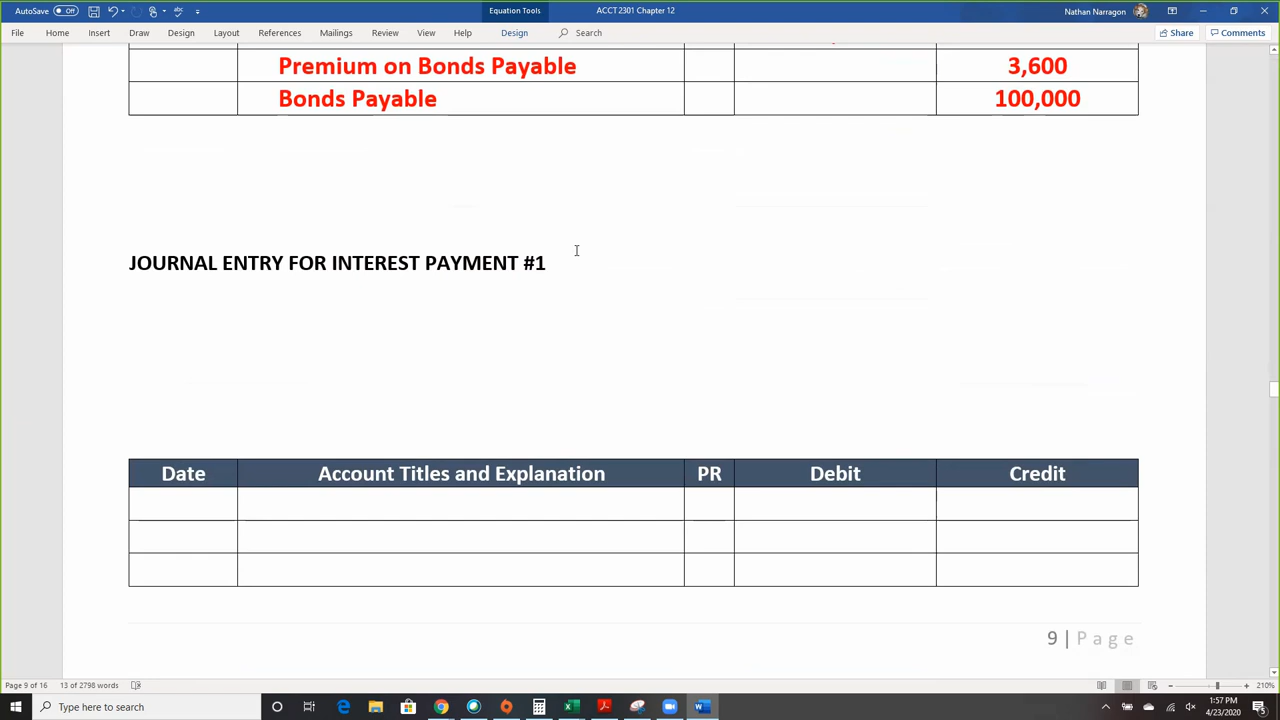 AutoSave Off ACCT 2301 Chapter 12 Equation Tools Nathan Narragon
File Home Insert Draw Design Layout References Mailings Review View Help Design Search Share Comments
Premium on Bonds Payable 3,600
Bonds Payable 100,000
JOURNAL ENTRY FOR INTEREST PAYMENT #1
Date Account Titles and Explanation PR Debit Credit
9 | Page
Page 9 of 16 13 of 2798 words 210%
Type here to search 1:57 PM
4/23/2020